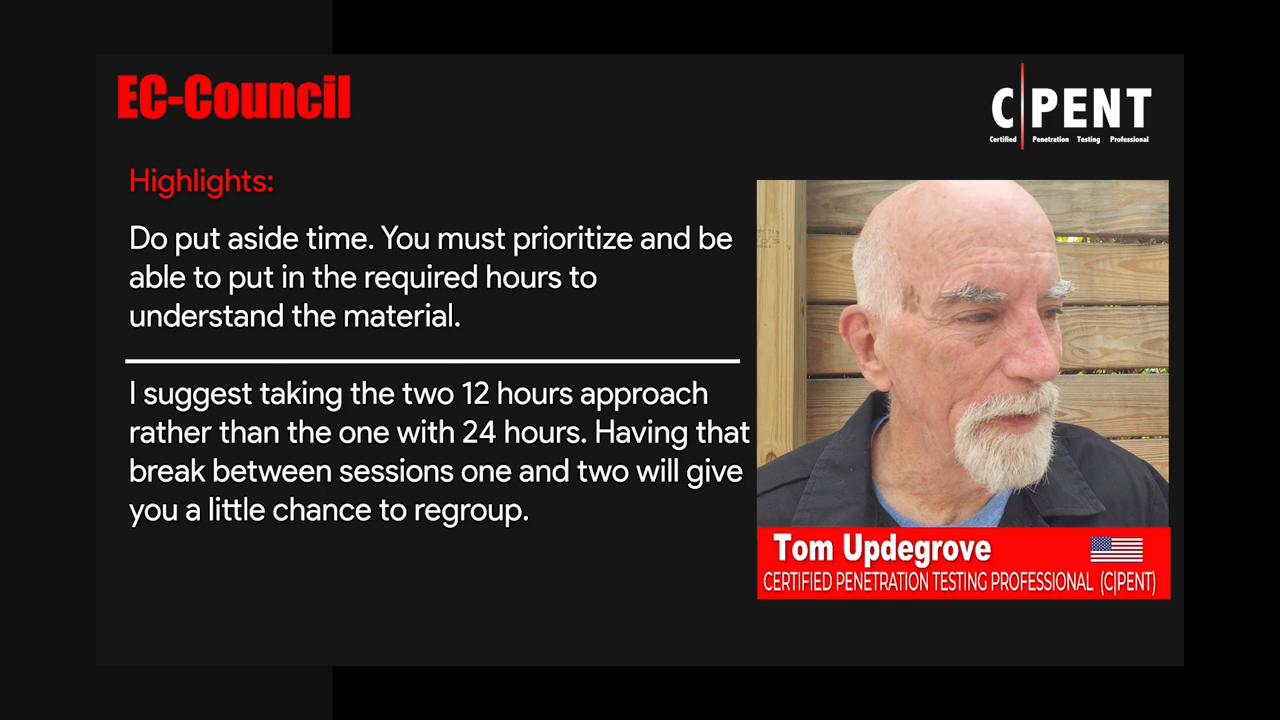 EC-Council
C|PENT
Certified Penetration Testing Professional
Highlights:
Do put aside time. You must prioritize and be
able to put in the required hours to
understand the material.
I suggest taking the two 12 hours approach
rather than the one with 24 hours. Having that
break between sessions one and two will give
you a little chance to regroup.
Tom Updegrove
CERTIFIED PENETRATION TESTING PROFESSIONAL (C|PENT)